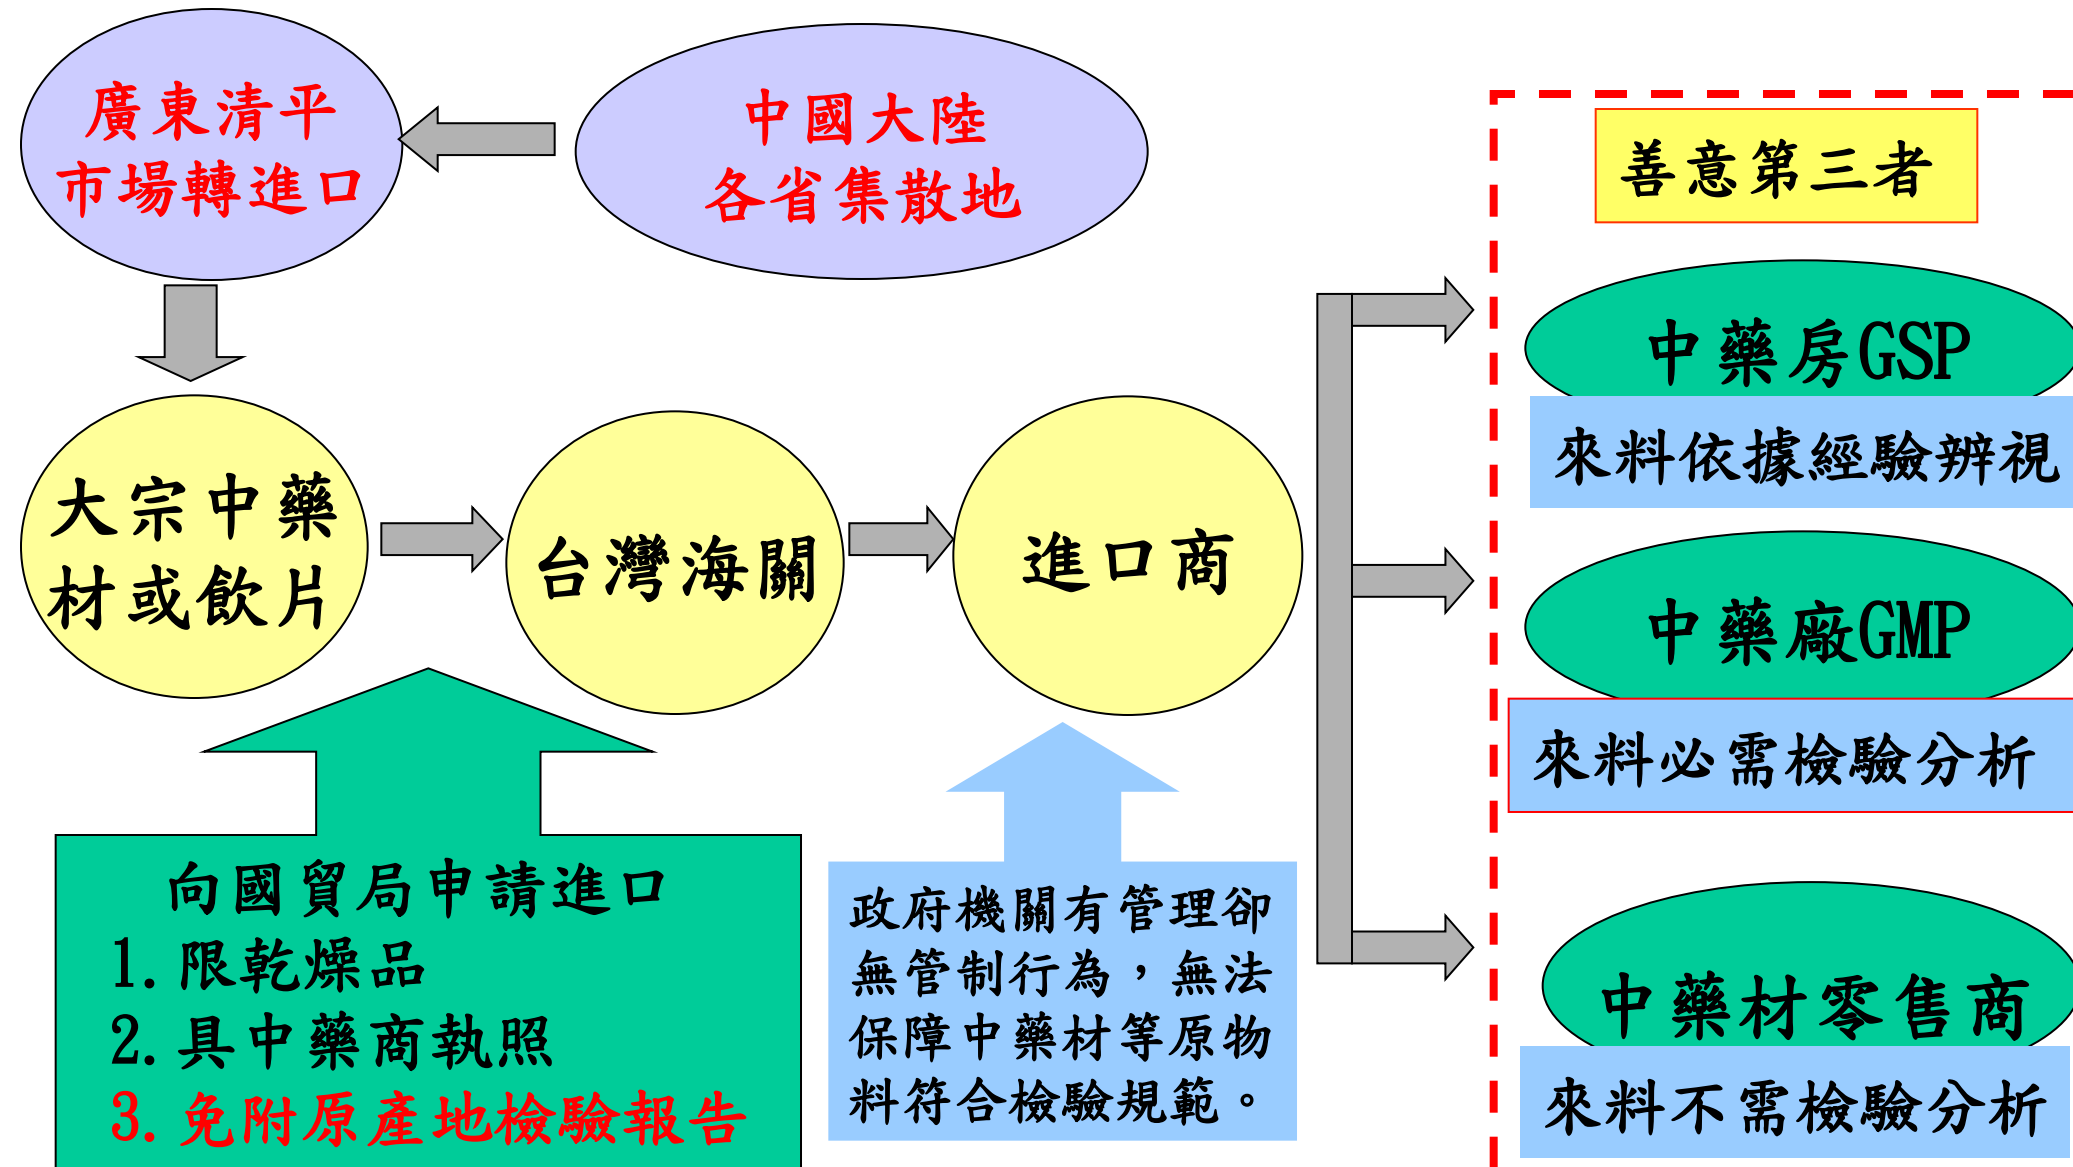 廣東清平
市場轉進口
中國大陸
各省集散地
大宗中藥
材或飲片
台灣海關
進口商
向國貿局申請進口
1.限乾燥品
2.具中藥商執照
3.免附原產地檢驗報告
政府機關有管理卻
無管制行為，無法
保障中藥材等原物
料符合檢驗規範。
善意第三者
中藥房GSP
來料依據經驗辨視
中藥廠GMP
來料必需檢驗分析
中藥材零售商
來料不需檢驗分析